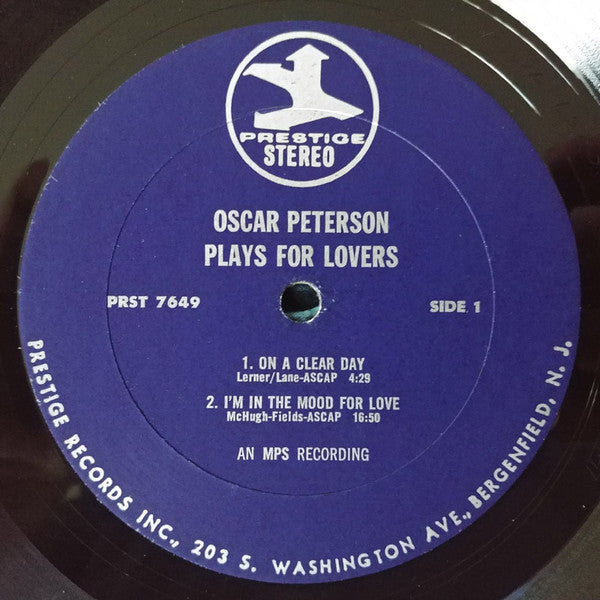 PRESTIGE
STEREO
OSCAR PETERSON
PLAYS FOR LOVERS
PRST 7649
SIDE 1
1. ON A CLEAR DAY
Lerner/Lane-ASCAP 4:29
2. I'M IN THE MOOD FOR LOVE
McHugh-Fields-ASCAP 16:50
AN MPS RECORDING
PRESTIGE RECORDS INC., 203 S. WASHINGTON AVE., BERGENFIELD, N. J.